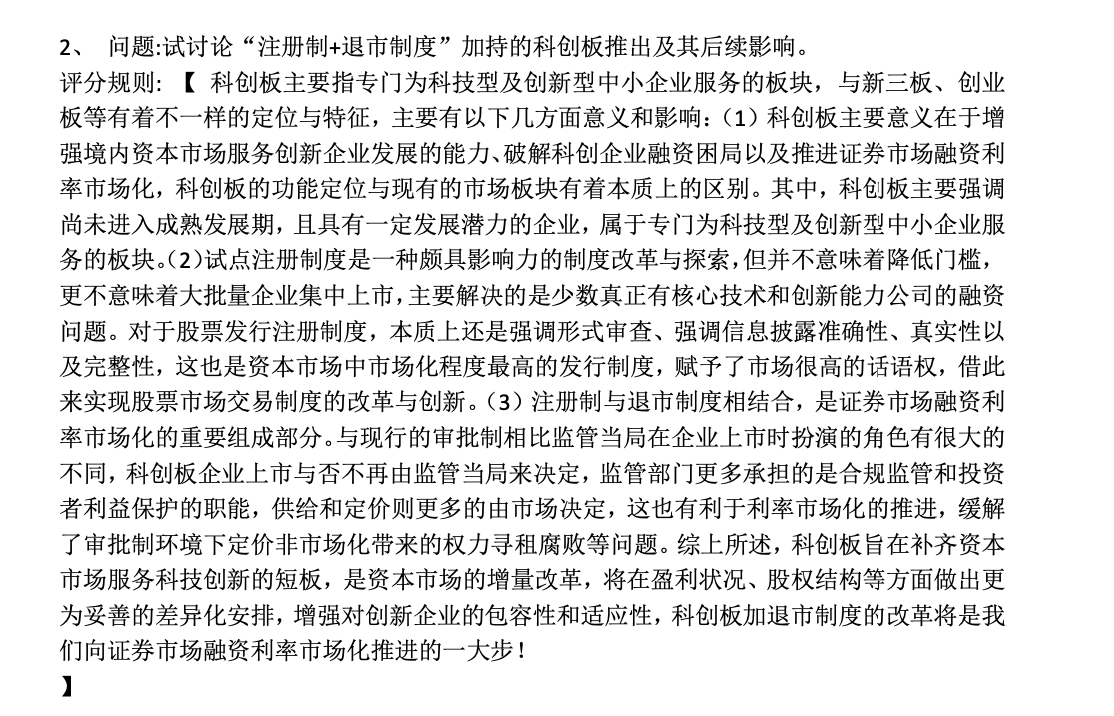 2、 问题:试讨论“注册制+退市制度”加持的科创板推出及其后续影响。
评分规则: 【 科创板主要指专门为科技型及创新型中小企业服务的板块，与新三板、创业
板等有着不一样的定位与特征，主要有以下几方面意义和影响：（1）科创板主要意义在于增
强境内资本市场服务创新企业发展的能力、破解科创企业融资困局以及推进证券市场融资利
率市场化，科创板的功能定位与现有的市场板块有着本质上的区别。其中，科创板主要强调
尚未进入成熟发展期，且具有一定发展潜力的企业，属于专门为科技型及创新型中小企业服
务的板块。（2）试点注册制度是一种颇具影响力的制度改革与探索，但并不意味着降低门槛，
更不意味着大批量企业集中上市，主要解决的是少数真正有核心技术和创新能力公司的融资
问题。对于股票发行注册制度，本质上还是强调形式审查、强调信息披露准确性、真实性以
及完整性，这也是资本市场中市场化程度最高的发行制度，赋予了市场很高的话语权，借此
来实现股票市场交易制度的改革与创新。（3）注册制与退市制度相结合，是证券市场融资利
率市场化的重要组成部分。与现行的审批制相比监管当局在企业上市时扮演的角色有很大的
不同，科创板企业上市与否不再由监管当局来决定，监管部门更多承担的是合规监管和投资
者利益保护的职能，供给和定价则更多的由市场决定，这也有利于利率市场化的推进，缓解
了审批制环境下定价非市场化带来的权力寻租腐败等问题。综上所述，科创板旨在补齐资本
市场服务科技创新的短板，是资本市场的增量改革，将在盈利状况、股权结构等方面做出更
为妥善的差异化安排，增强对创新企业的包容性和适应性，科创板加退市制度的改革将是我
们向证券市场融资利率市场化推进的一大步！
】